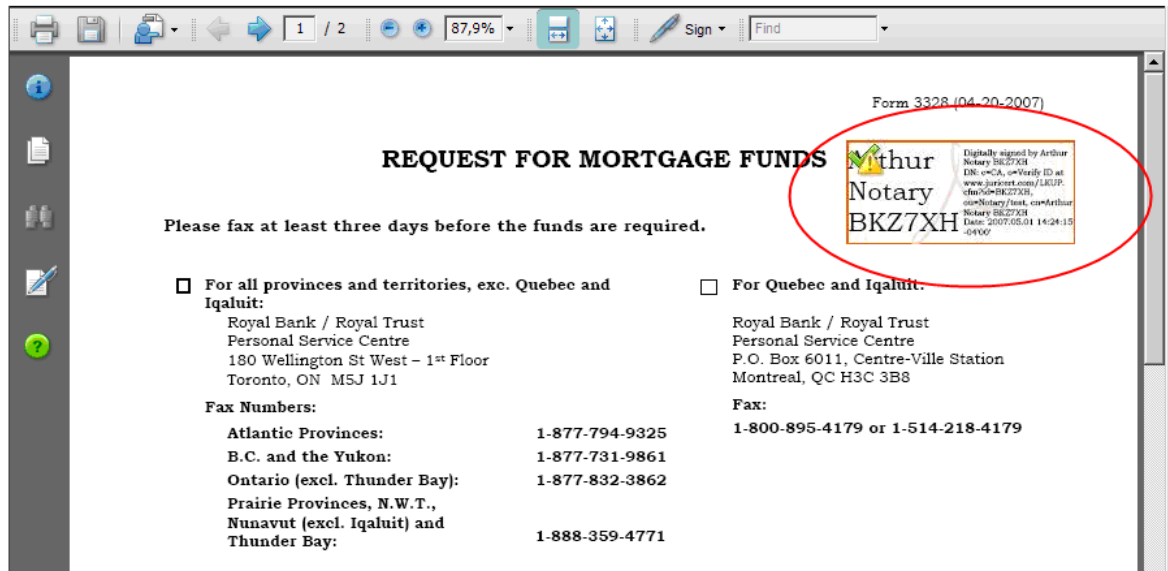 1 / 2 87,9% Sign Find
Form 3328 (04-20-2007)
REQUEST FOR MORTGAGE FUNDS
Arthur
Notary
BKZ7XH
Digitally signed by Arthur
Notary BKZ7XH
DN: c=CA, o=Verify ID at
www.juricert.com/LKUP.
cfm?id=BKZ7XH,
ou=Notary/test, cn=Arthur
Notary BKZ7XH
Date: 2007.05.01 14:24:15
-04'00'
Please fax at least three days before the funds are required.
For all provinces and territories, exc. Quebec and
Iqaluit:
Royal Bank / Royal Trust
Personal Service Centre
180 Wellington St West – 1st Floor
Toronto, ON M5J 1J1
Fax Numbers:
Atlantic Provinces: 1-877-794-9325
B.C. and the Yukon: 1-877-731-9861
Ontario (excl. Thunder Bay): 1-877-832-3862
Prairie Provinces, N.W.T.,
Nunavut (excl. Iqaluit) and
Thunder Bay: 1-888-359-4771
For Quebec and Iqaluit:
Royal Bank / Royal Trust
Personal Service Centre
P.O. Box 6011, Centre-Ville Station
Montreal, QC H3C 3B8
Fax:
1-800-895-4179 or 1-514-218-4179